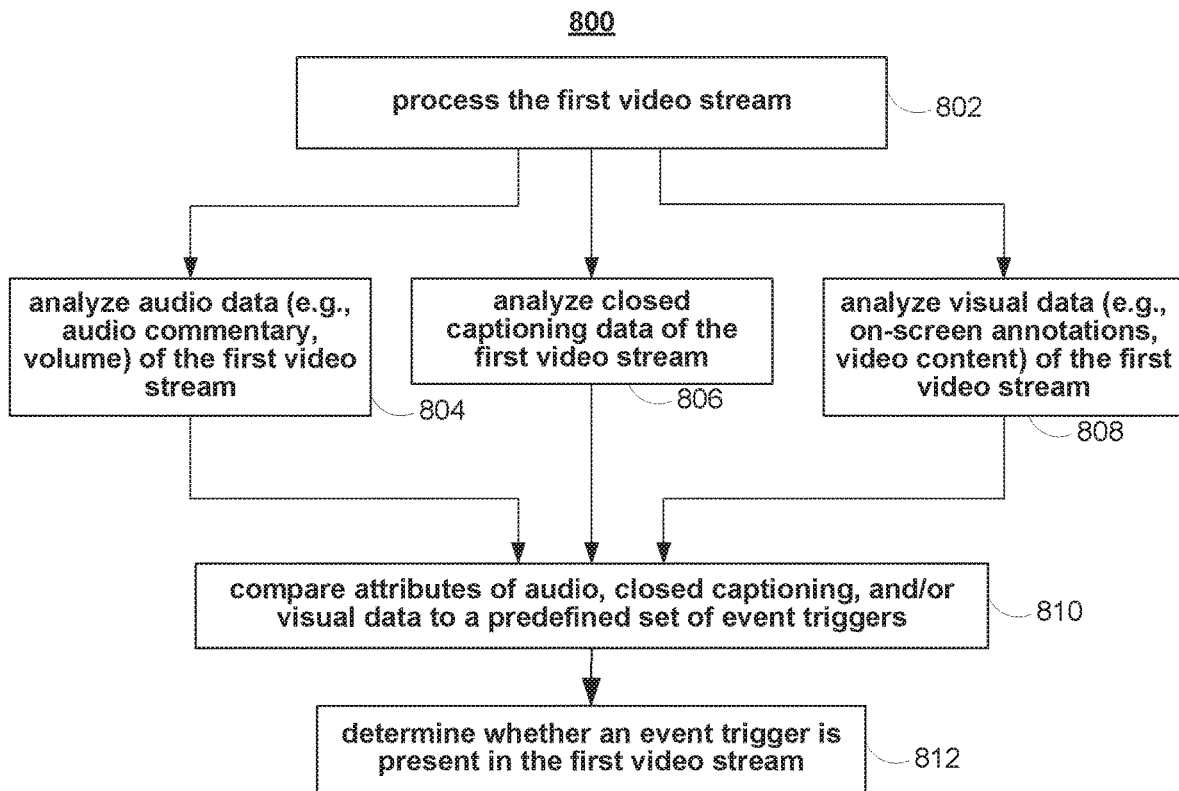 800
process the first video stream
802
analyze audio data (e.g.,
audio commentary,
volume) of the first video
stream
804
analyze closed
captioning data of the
first video stream
806
analyze visual data (e.g.,
on-screen annotations,
video content) of the first
video stream
808
compare attributes of audio, closed captioning, and/or
visual data to a predefined set of event triggers
810
determine whether an event trigger is
present in the first video stream
812